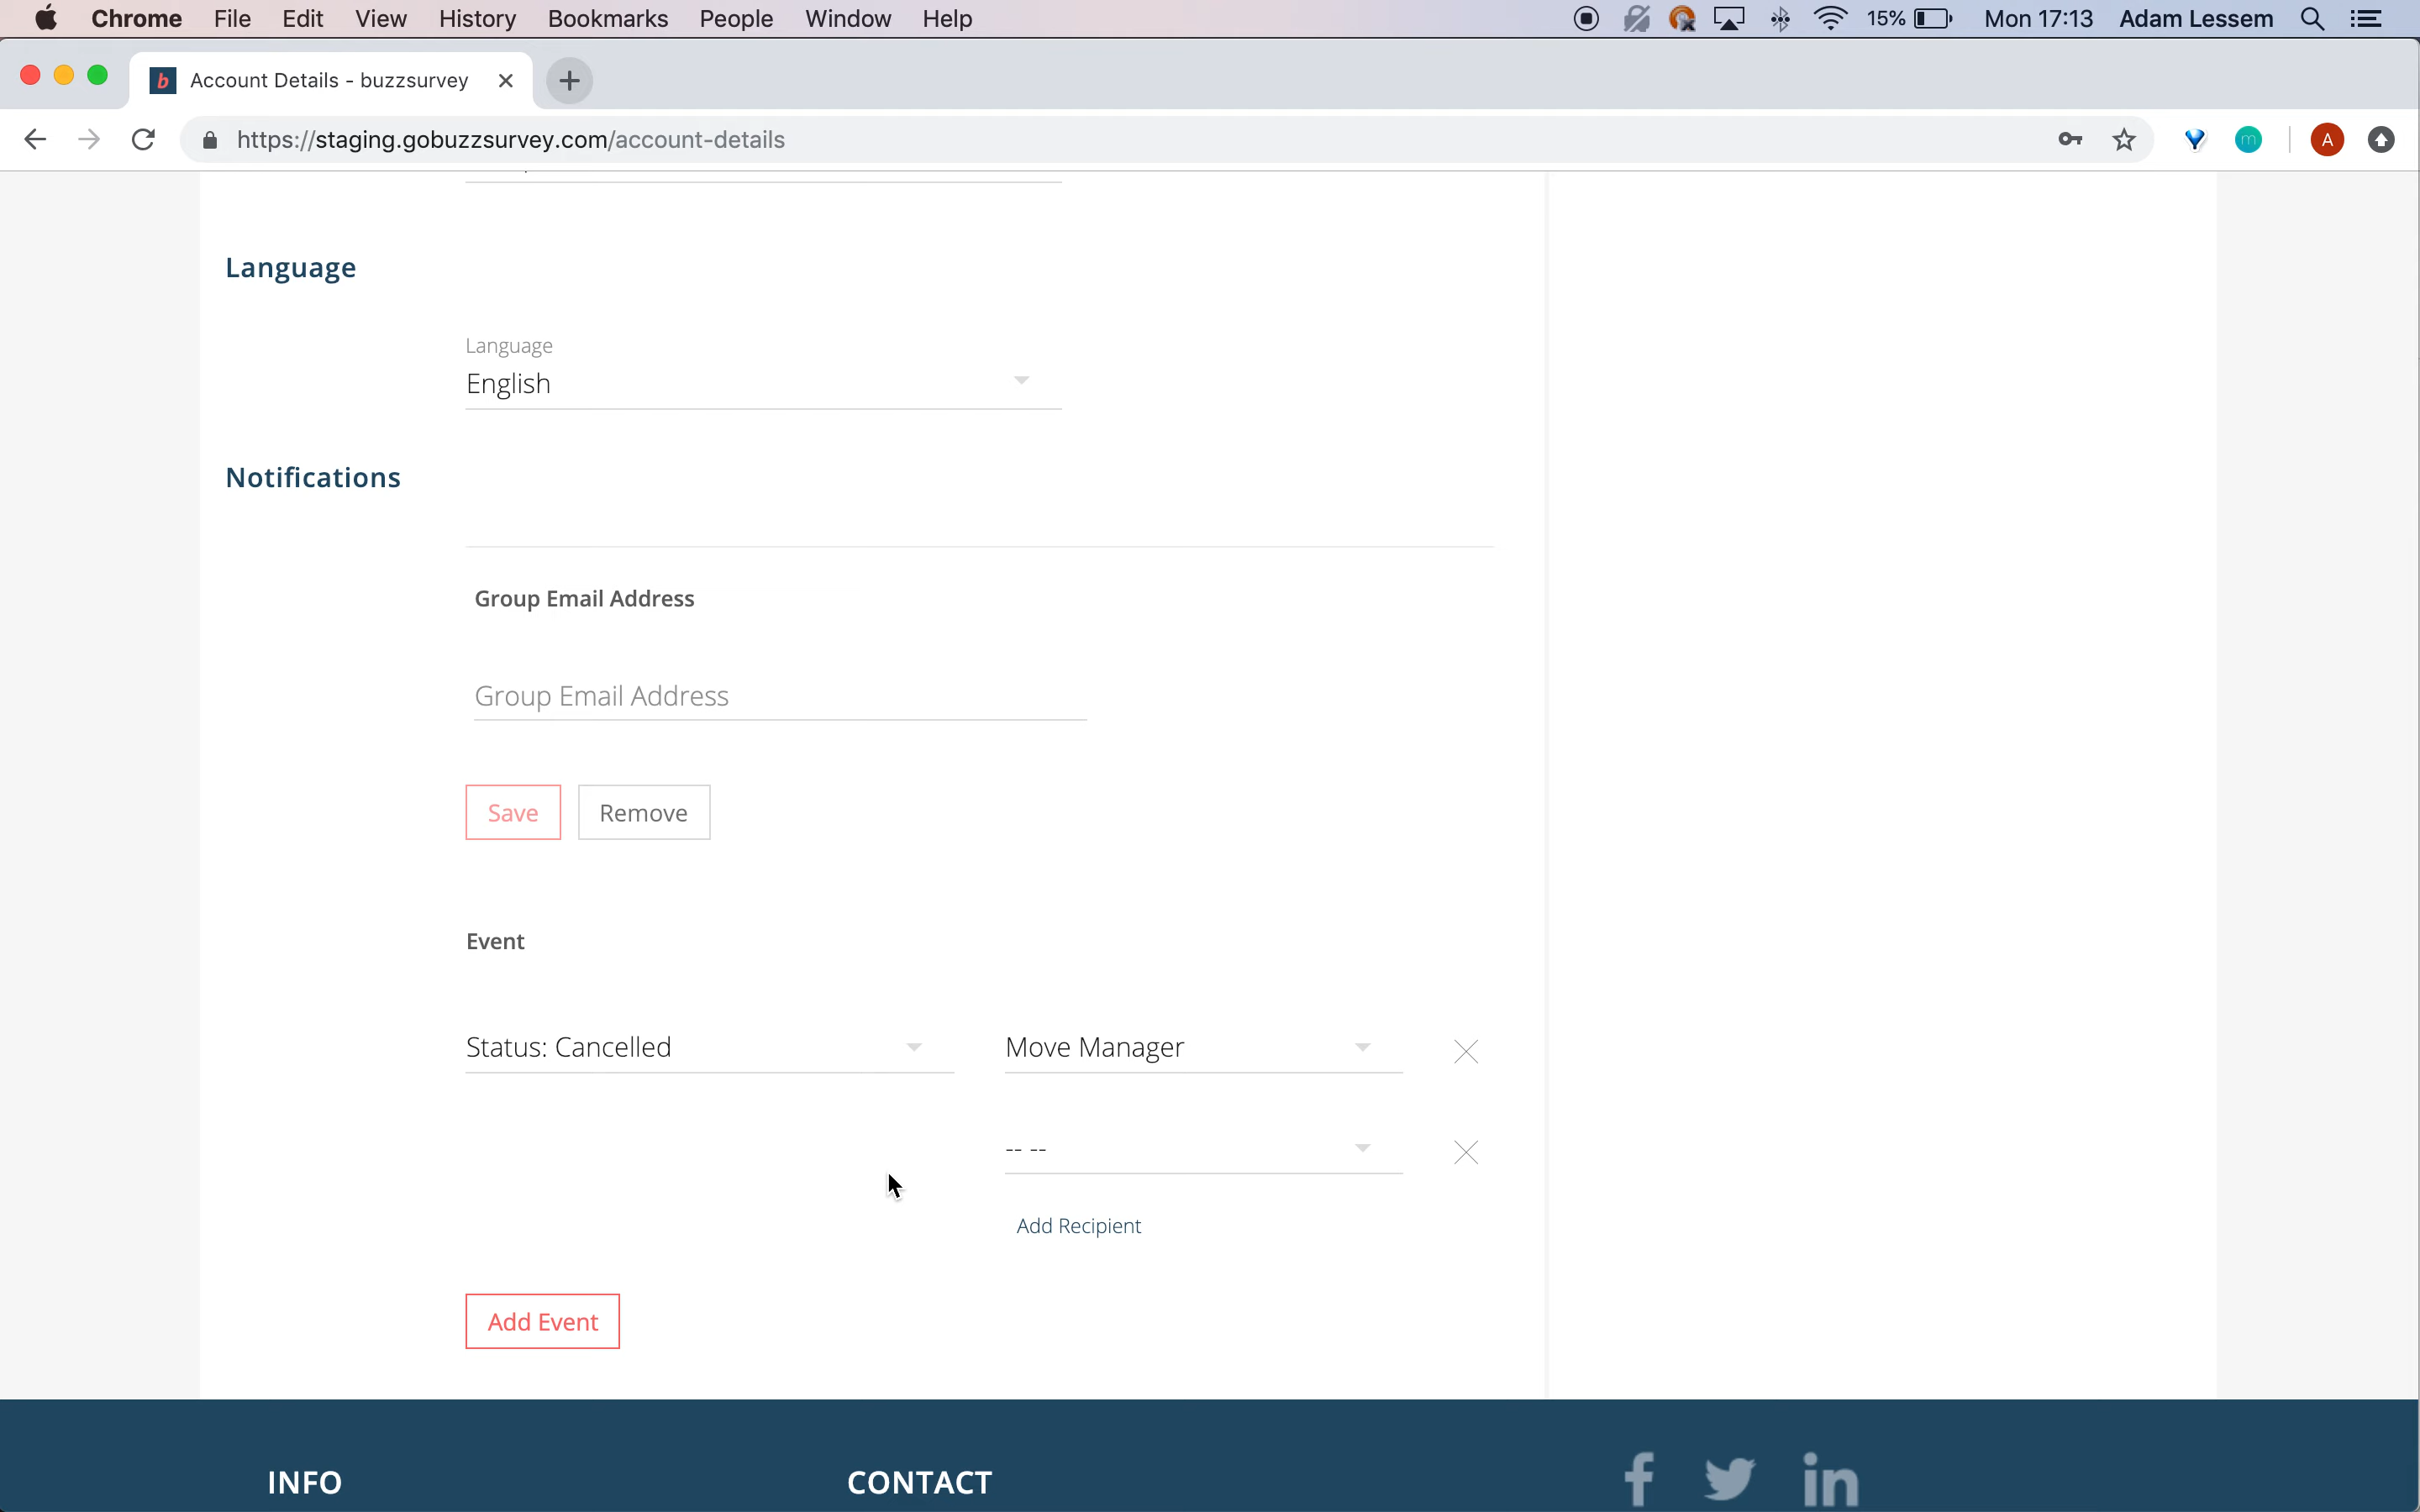 Chrome File Edit View History Bookmarks People Window Help 15% Mon 17:13 Adam Lessem
b Account Details - buzzsurvey
https://staging.gobuzzsurvey.com/account-details m A
Language
Language
English
Notifications
Group Email Address
Group Email Address
Save Remove
Event
Status: Cancelled Move Manager
-- --
Add Recipient
Add Event
INFO CONTACT f in